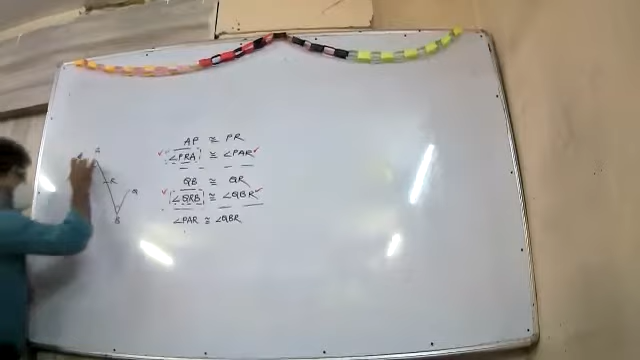 AP ≅ PR
∠PRA ≅ ∠PAR
QB ≅ QR
∠QRB ≅ ∠QBR
∠PAR ≅ ∠QBR
A
R
Q
B